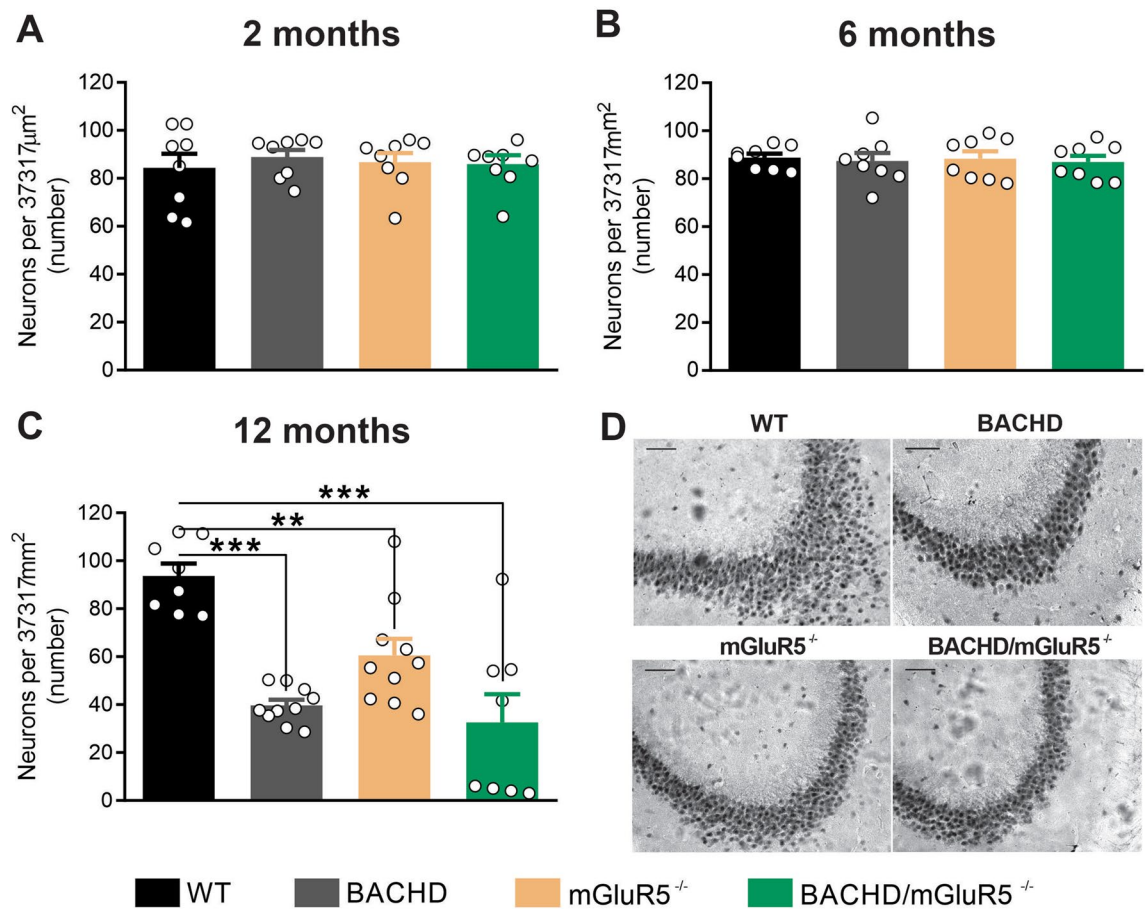 A
2 months
Neurons per 37317µm²
(number)
120
100
80
60
40
20
0
B
6 months
Neurons per 37317mm²
(number)
120
100
80
60
40
20
0
C
12 months
Neurons per 37317mm²
(number)
120
100
80
60
40
20
0
***
**
***
D
WT
BACHD
mGluR5-/-
BACHD/mGluR5-/-
WT
BACHD
mGluR5-/-
BACHD/mGluR5-/-